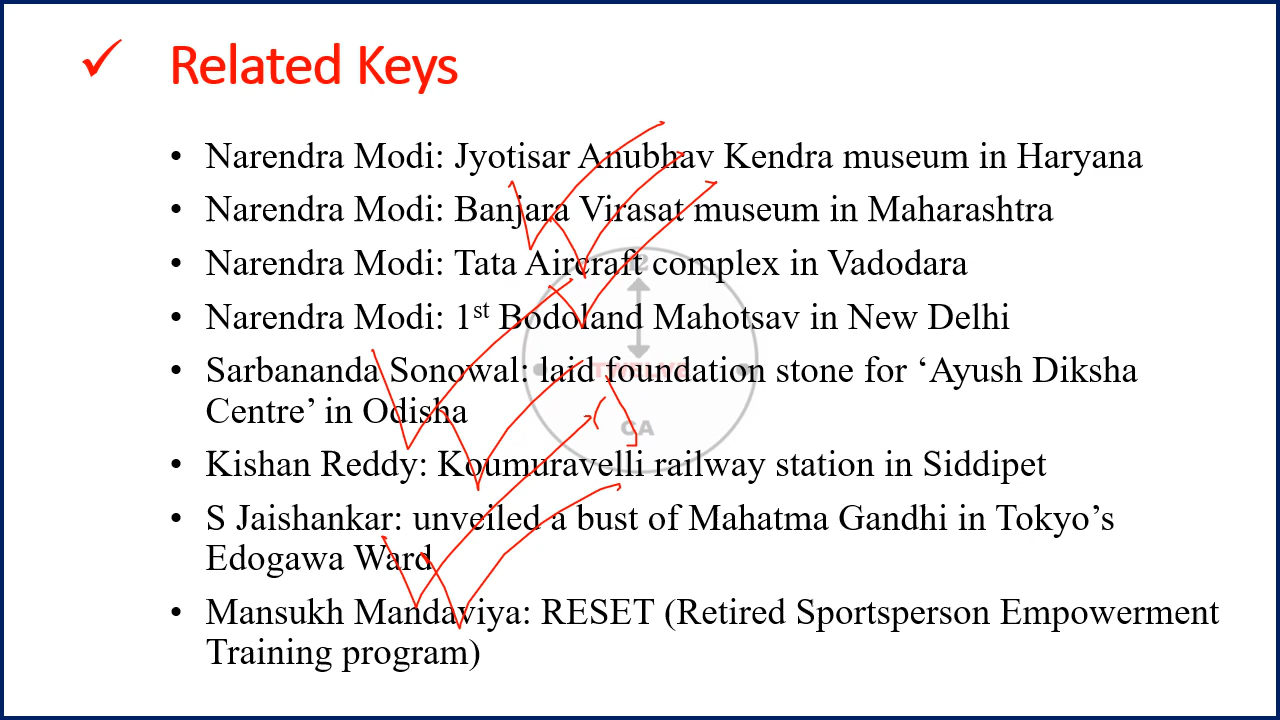 ✓ Related Keys
• Narendra Modi: Jyotisar Anubhav Kendra museum in Haryana
• Narendra Modi: Banjara Virasat museum in Maharashtra
• Narendra Modi: Tata Aircraft complex in Vadodara
• Narendra Modi: 1st Bodoland Mahotsav in New Delhi
• Sarbananda Sonowal: laid foundation stone for ‘Ayush Diksha
Centre’ in Odisha
• Kishan Reddy: Koumuravelli railway station in Siddipet
• S Jaishankar: unveiled a bust of Mahatma Gandhi in Tokyo’s
Edogawa Ward
• Mansukh Mandaviya: RESET (Retired Sportsperson Empowerment
Training program)
CA